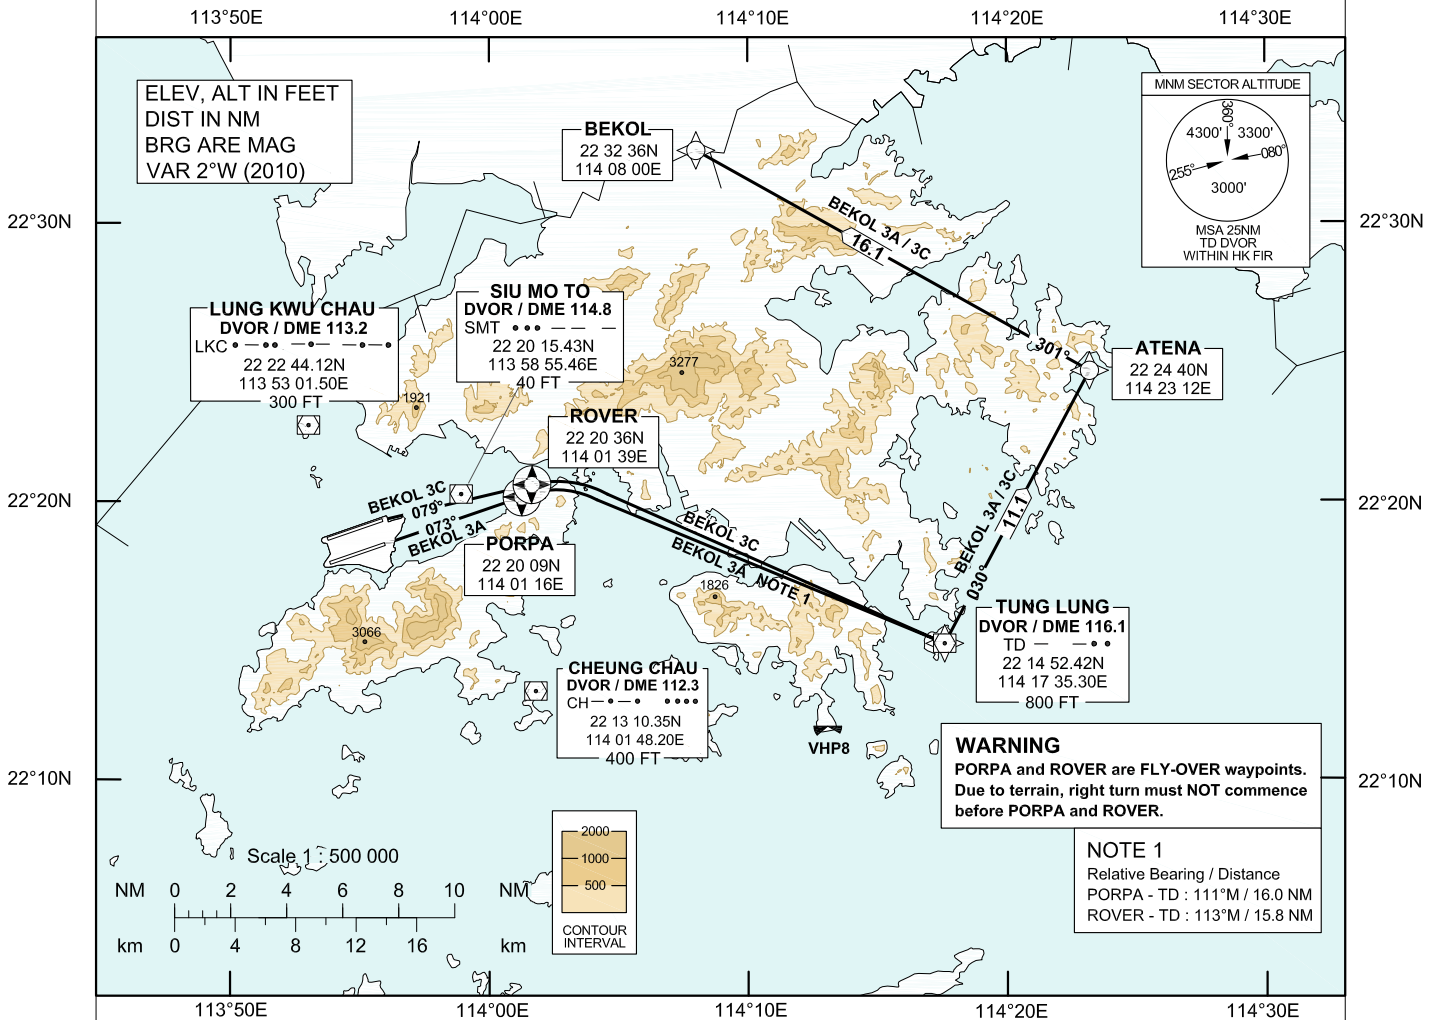 113°50E
114°00E
114°10E
114°20E
114°30E
ELEV, ALT IN FEET
DIST IN NM
BRG ARE MAG
VAR 2°W (2010)
BEKOL
22 32 36N
114 08 00E
MNM SECTOR ALTITUDE
360°
4300'
3300'
080°
255°
3000'
MSA 25NM
TD DVOR
WITHIN HK FIR
22°30N
22°30N
BEKOL 3A / 3C
16.1
301°
LUNG KWU CHAU
DVOR / DME 113.2
LKC
22 22 44.12N
113 53 01.50E
300 FT
SIU MO TO
DVOR / DME 114.8
SMT
22 20 15.43N
113 58 55.46E
40 FT
ATENA
22 24 40N
114 23 12E
3277
1921
ROVER
22 20 36N
114 01 39E
22°20N
22°20N
BEKOL 3C
079°
073°
BEKOL 3A
BEKOL 3C
BEKOL 3A NOTE 1
BEKOL 3A / 3C
11.1
030°
PORPA
22 20 09N
114 01 16E
1826
3066
TUNG LUNG
DVOR / DME 116.1
TD
22 14 52.42N
114 17 35.30E
800 FT
CHEUNG CHAU
DVOR / DME 112.3
CH
22 13 10.35N
114 01 48.20E
400 FT
VHP8
22°10N
22°10N
WARNING
PORPA and ROVER are FLY-OVER waypoints.
Due to terrain, right turn must NOT commence
before PORPA and ROVER.
NOTE 1
Relative Bearing / Distance
PORPA - TD : 111°M / 16.0 NM
ROVER - TD : 113°M / 15.8 NM
Scale 1 : 500 000
NM 0 2 4 6 8 10 NM
km 0 4 8 12 16 km
2000
1000
500
CONTOUR
INTERVAL
113°50E
114°00E
114°10E
114°20E
114°30E